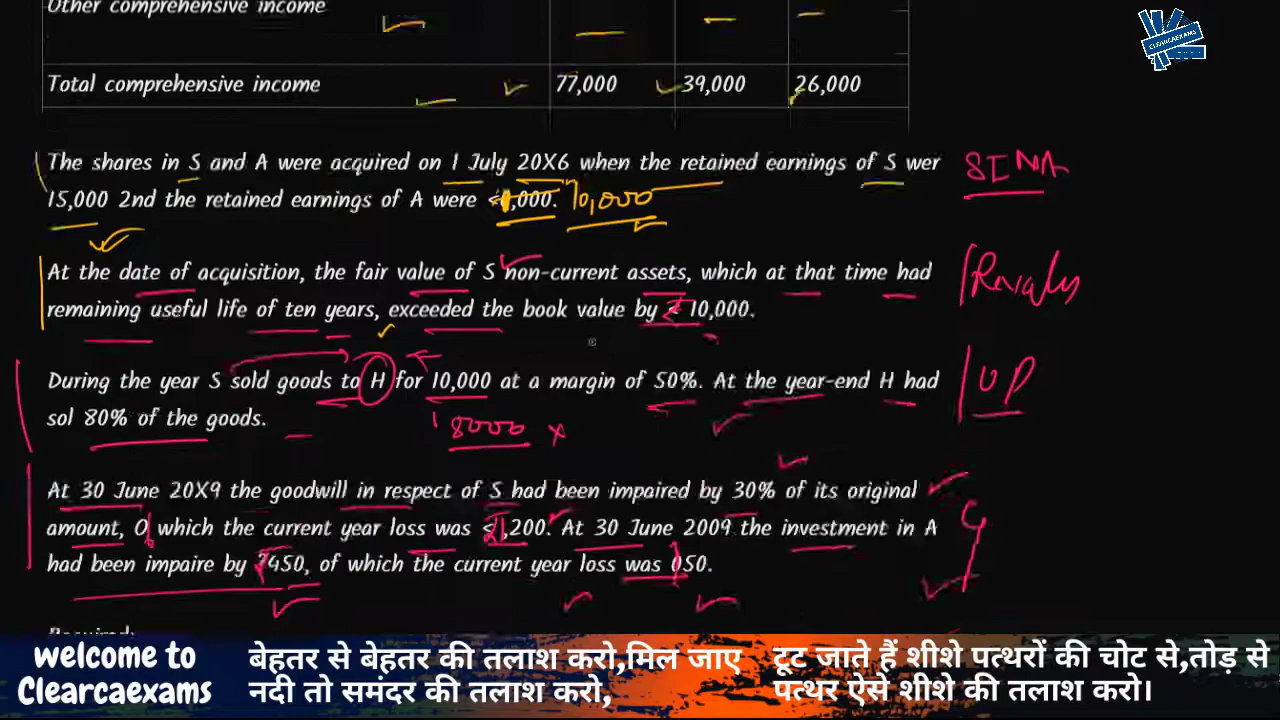 Other comprehensive income
CLEARCAEXAMS
Total comprehensive income 77,000 39,000 26,000
The shares in S and A were acquired on 1 July 20X6 when the retained earnings of S wer
15,000 2nd the retained earnings of A were ,000. 10,000
At the date of acquisition, the fair value of S non-current assets, which at that time had
remaining useful life of ten years, exceeded the book value by ₹ 10,000.
During the year S sold goods to H for 10,000 at a margin of 50%. At the year-end H had
UP
sol 80% of the goods.
8000 x
At 30 June 20X9 the goodwill in respect of S had been impaired by 30% of its original
amount, O which the current year loss was ,200. At 30 June 2009 the investment in A
had been impaire by 450, of which the current year loss was 50.
Required:
welcome to
Clearcaexams
बेहतर से बेहतर की तलाश करो,मिल जाए
नदी तो समंदर की तलाश करो,
टूट जाते हैं शीशे पत्थरों की चोट से,तोड़ से
पत्थर ऐसे शीशे की तलाश करो।